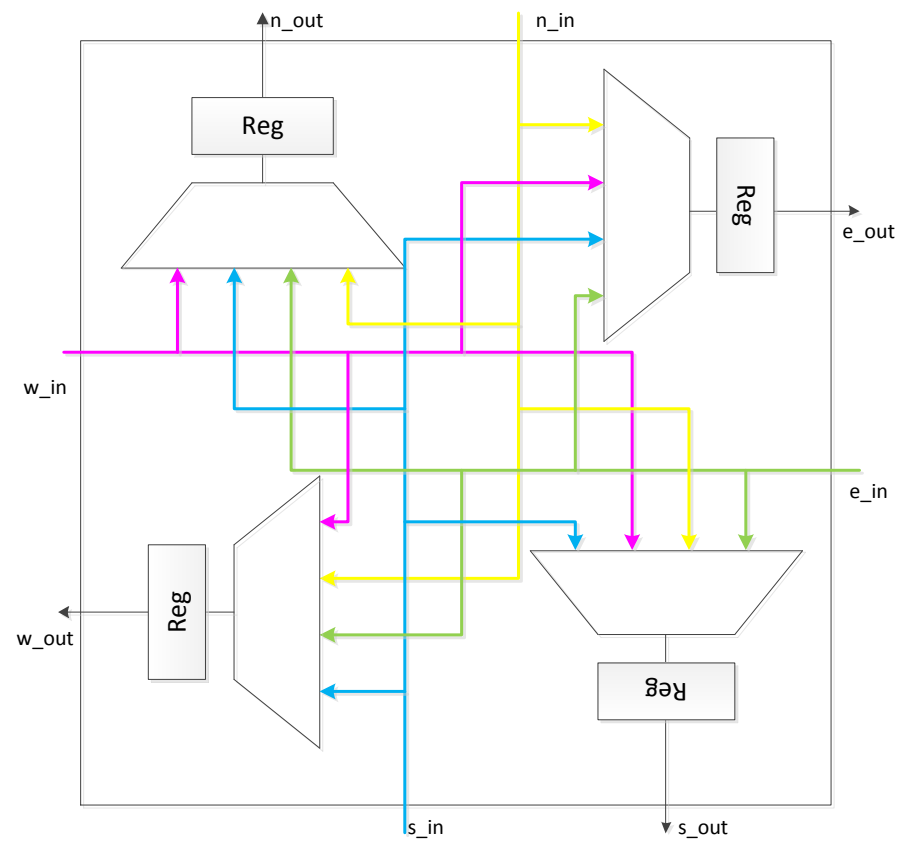 n_out
n_in
Reg
Reg
e_out
w_in
e_in
Reg
w_out
Reg
s_in
s_out